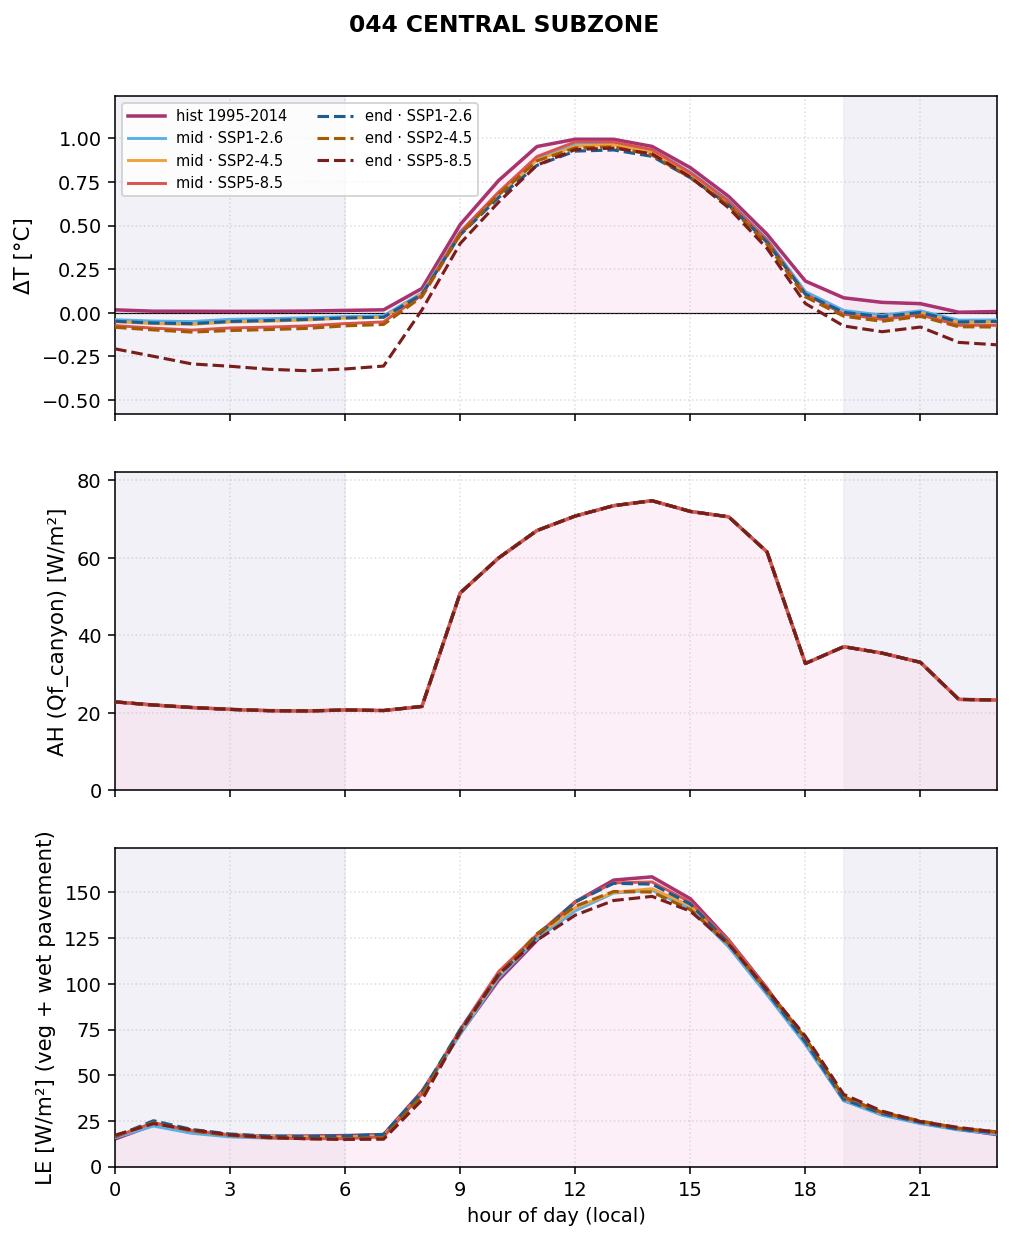 044 CENTRAL SUBZONE
ΔT [°C]
1.00
0.75
0.50
0.25
0.00
−0.25
−0.50
hist 1995-2014
mid · SSP1-2.6
mid · SSP2-4.5
mid · SSP5-8.5
end · SSP1-2.6
end · SSP2-4.5
end · SSP5-8.5
AH (Qf_canyon) [W/m²]
80
60
40
20
0
LE [W/m²] (veg + wet pavement)
150
125
100
75
50
25
0
0 3 6 9 12 15 18 21
hour of day (local)